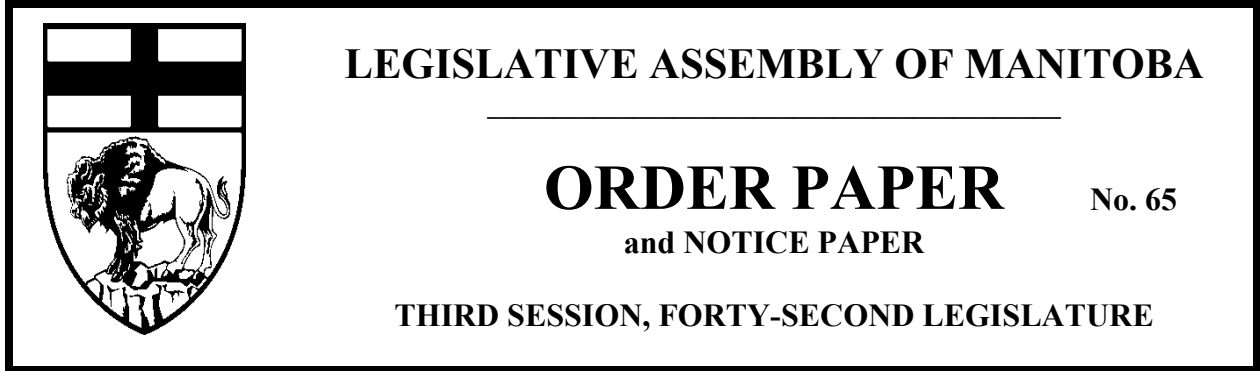 LEGISLATIVE ASSEMBLY OF MANITOBA
ORDER PAPER No. 65
and NOTICE PAPER
THIRD SESSION, FORTY-SECOND LEGISLATURE